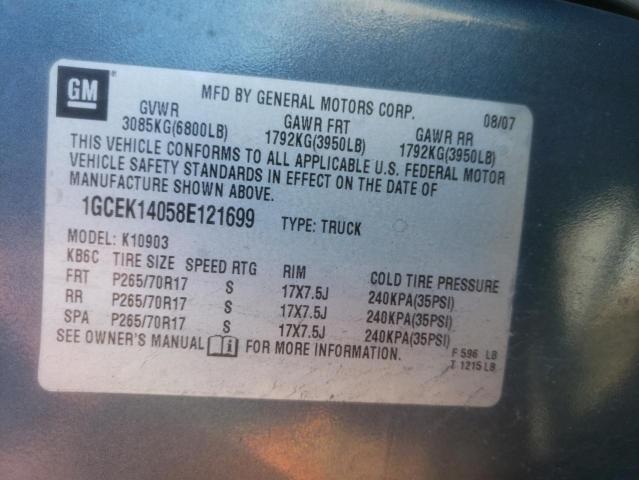 GM
MFD BY GENERAL MOTORS CORP. 08/07
GVWR GAWR FRT GAWR RR
3085KG(6800LB) 1792KG(3950LB) 1792KG(3950LB)
THIS VEHICLE CONFORMS TO ALL APPLICABLE U.S. FEDERAL MOTOR
VEHICLE SAFETY STANDARDS IN EFFECT ON THE DATE OF
MANUFACTURE SHOWN ABOVE.
1GCEK14058E121699 TYPE: TRUCK
MODEL: K10903
KB6C TIRE SIZE SPEED RTG RIM COLD TIRE PRESSURE
FRT P265/70R17 S 17X7.5J 240KPA(35PSI)
RR P265/70R17 S 17X7.5J 240KPA(35PSI)
SPA P265/70R17 S 17X7.5J 240KPA(35PSI)
SEE OWNER'S MANUAL i FOR MORE INFORMATION.
F 596 LB
T 1215 LB